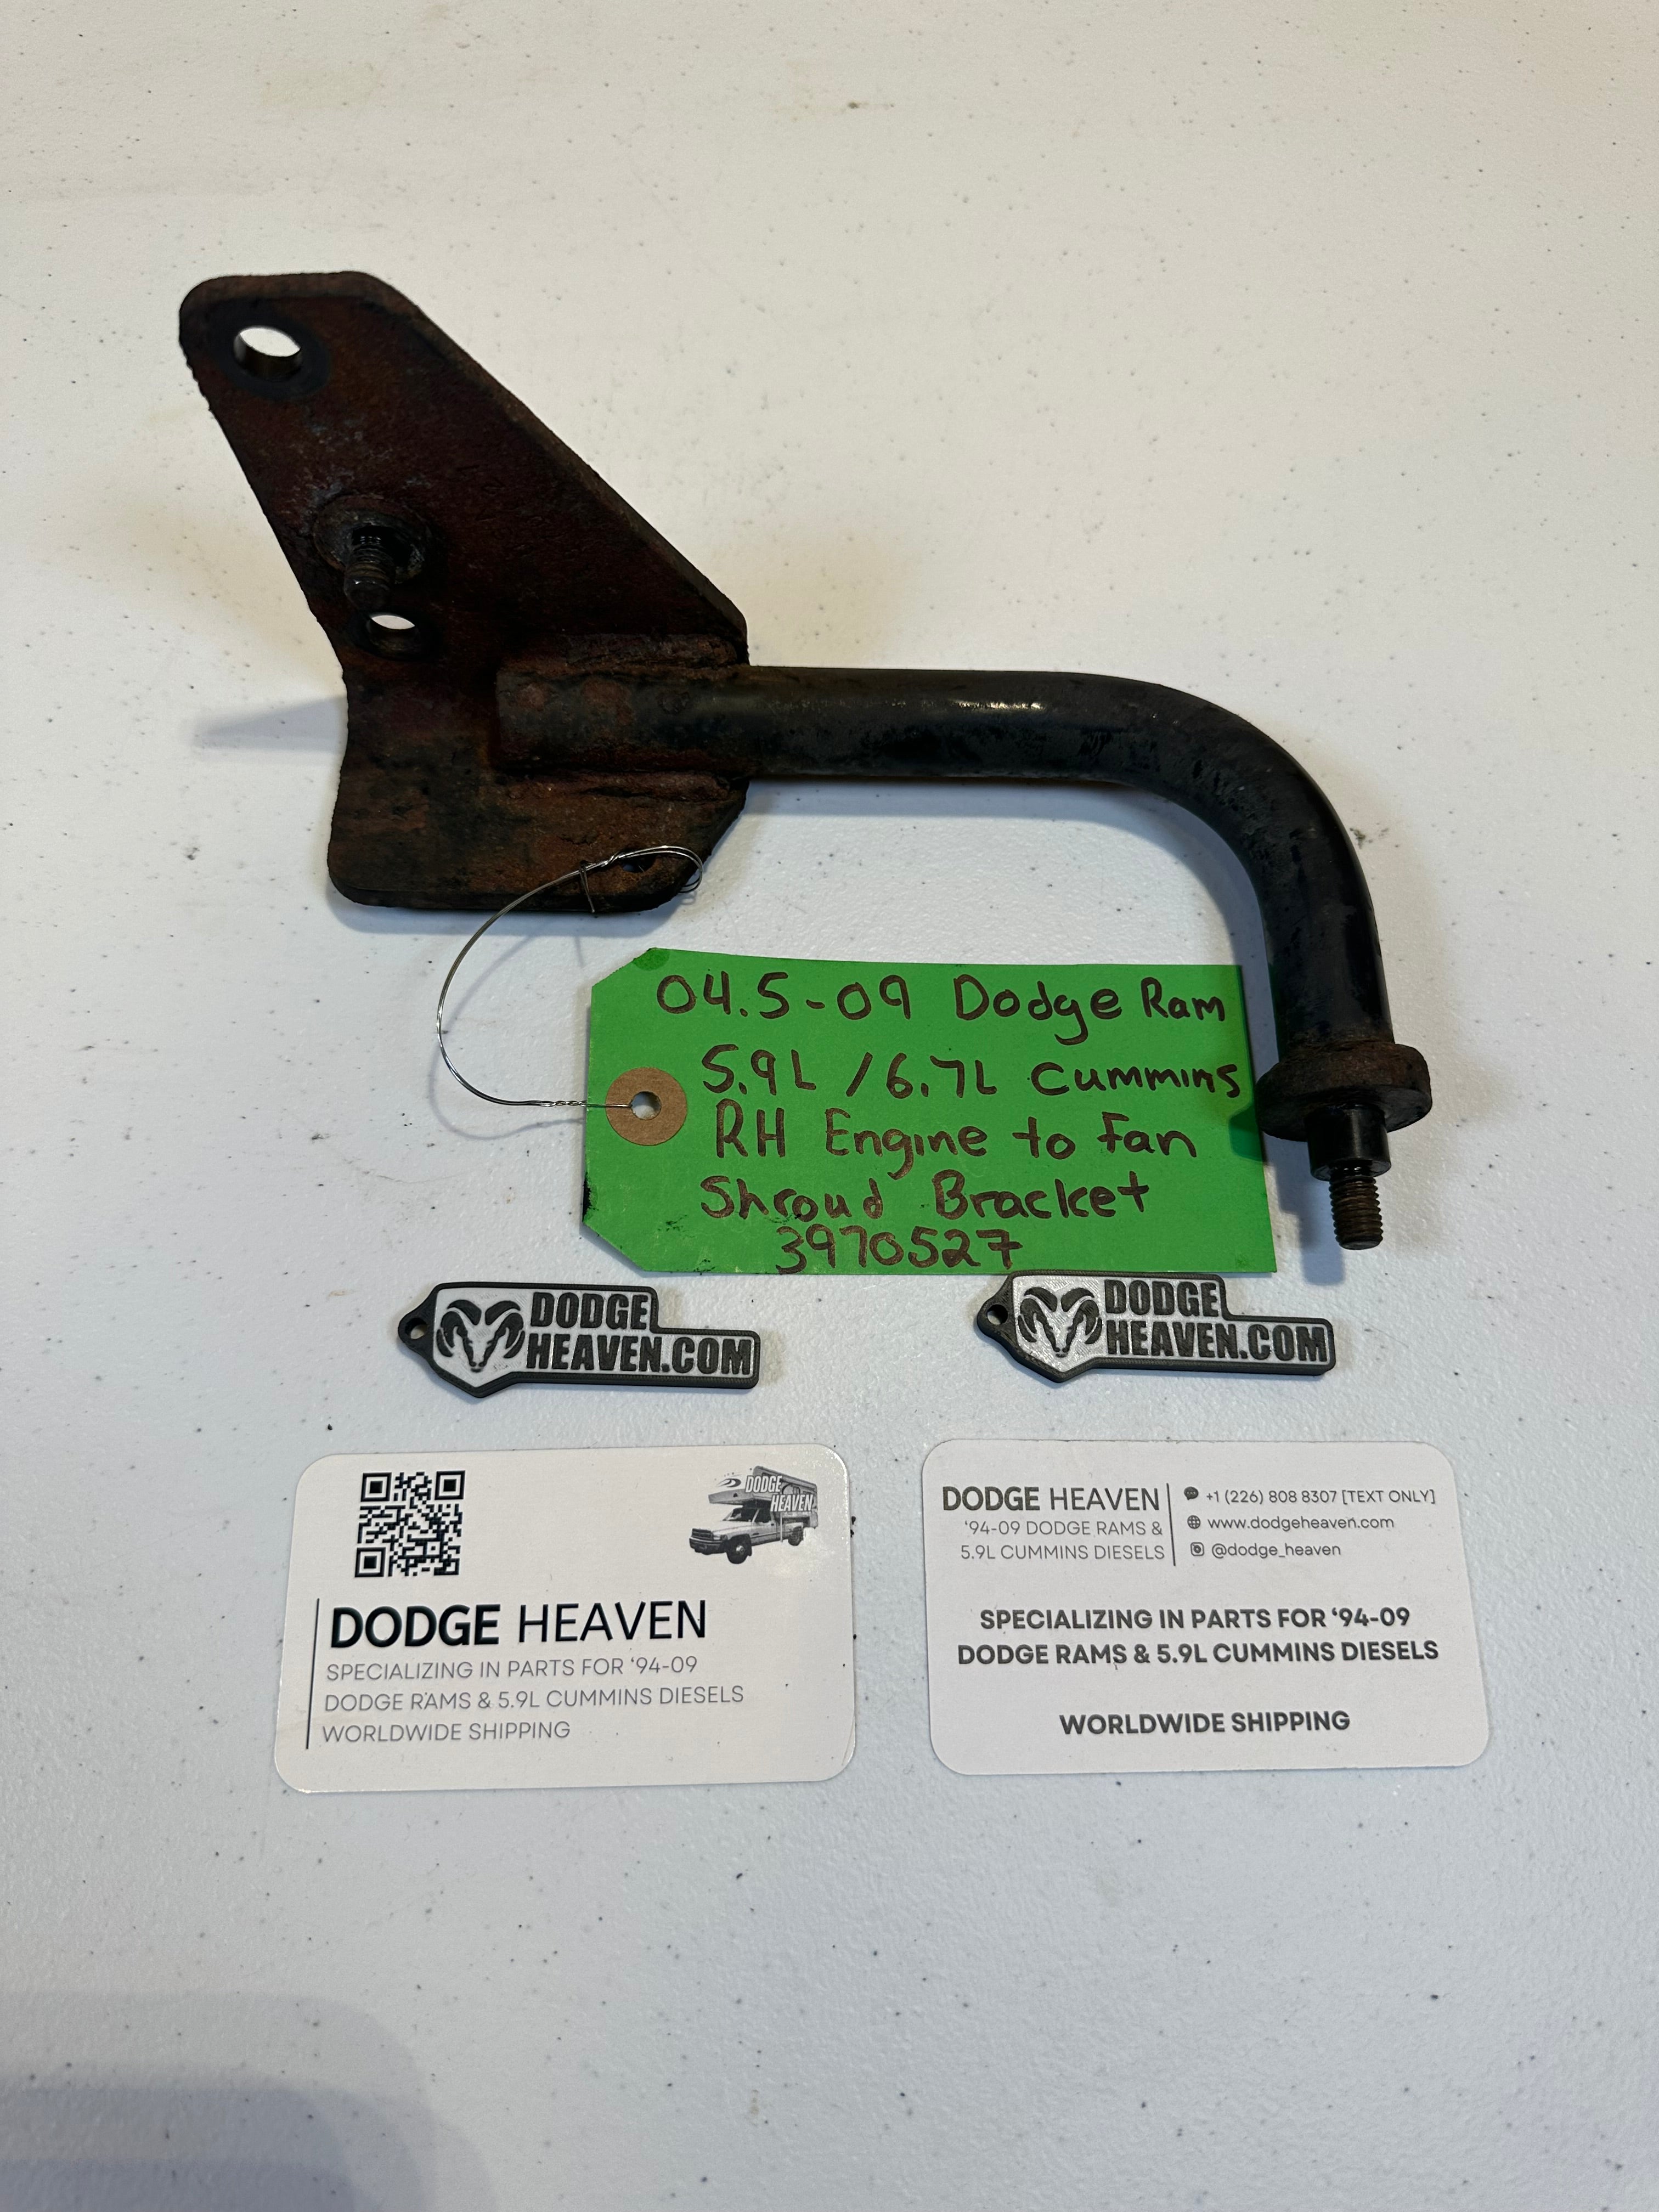 04.5-09 Dodge Ram
5.9L / 6.7L Cummins
RH Engine to Fan
Shroud Bracket
3970527
DODGE
HEAVEN.COM
DODGE
HEAVEN.COM
DODGE
HEAVEN
DODGE HEAVEN
SPECIALIZING IN PARTS FOR ‘94-09
DODGE RAMS & 5.9L CUMMINS DIESELS
WORLDWIDE SHIPPING
DODGE HEAVEN
‘94-09 DODGE RAMS &
5.9L CUMMINS DIESELS
+1 (226) 808 8307 [TEXT ONLY]
www.dodgeheaven.com
@dodge_heaven
SPECIALIZING IN PARTS FOR ‘94-09
DODGE RAMS & 5.9L CUMMINS DIESELS
WORLDWIDE SHIPPING